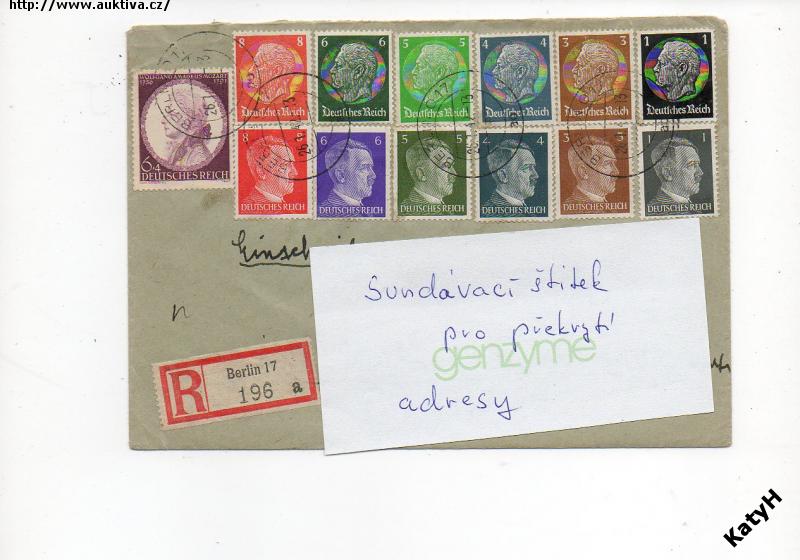 http://www.auktiva.cz/
8 6 6 5 5 4 4 3 3 1 1
Deutsches Reich Deutsches Reich Deutsches Reich Deutsches Reich Deutsches Reich Deutsches Reich
WOLFGANG AMADEUS MOZART
1756 1791
6+4
DEUTSCHES REICH
8 6 6 5 5 4 4 3 3 1 1
DEUTSCHES REICH DEUTSCHES REICH DEUTSCHES REICH DEUTSCHES REICH DEUTSCHES REICH DEUTSCHES REICH
n
Sundávací štítek
pro překrytí
genzyme
adresy
R
Berlin 17
196 a
KatyH